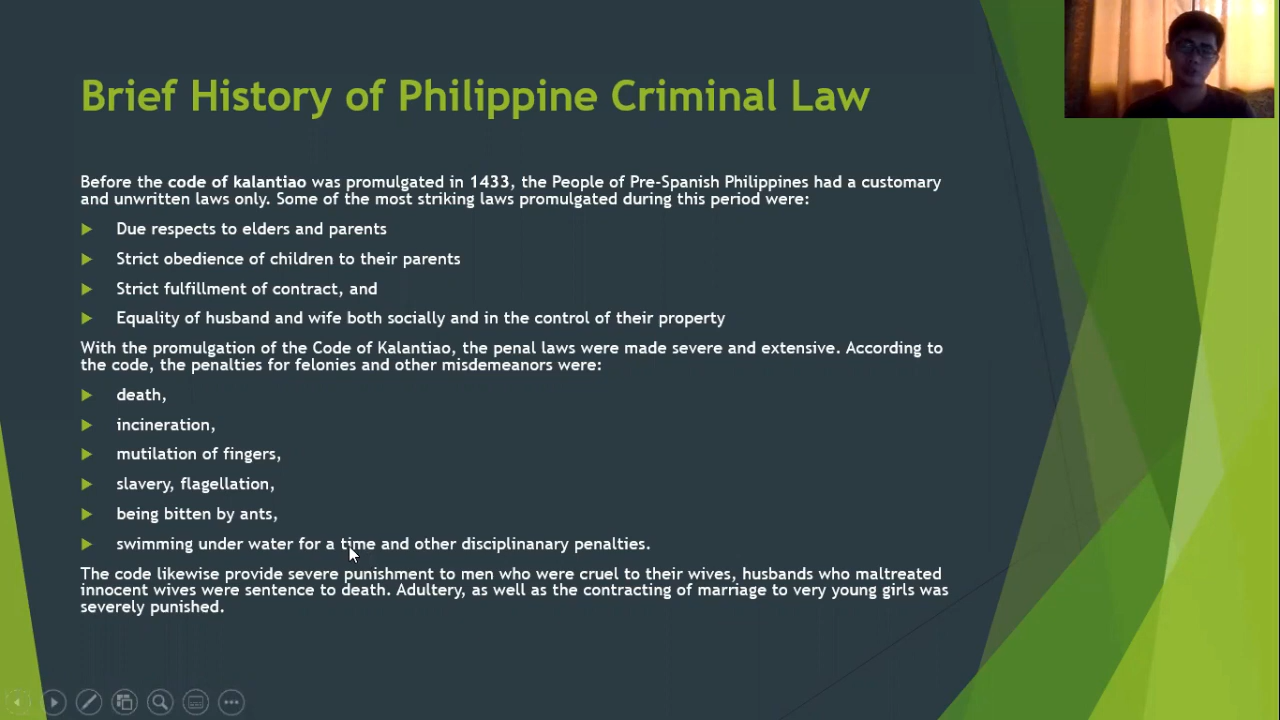 Brief History of Philippine Criminal Law
Before the code of kalantiao was promulgated in 1433, the People of Pre-Spanish Philippines had a customary
and unwritten laws only. Some of the most striking laws promulgated during this period were:
Due respects to elders and parents
Strict obedience of children to their parents
Strict fulfillment of contract, and
Equality of husband and wife both socially and in the control of their property
With the promulgation of the Code of Kalantiao, the penal laws were made severe and extensive. According to
the code, the penalties for felonies and other misdemeanors were:
death,
incineration,
mutilation of fingers,
slavery, flagellation,
being bitten by ants,
swimming under water for a time and other disciplinanary penalties.
The code likewise provide severe punishment to men who were cruel to their wives, husbands who maltreated
innocent wives were sentence to death. Adultery, as well as the contracting of marriage to very young girls was
severely punished.